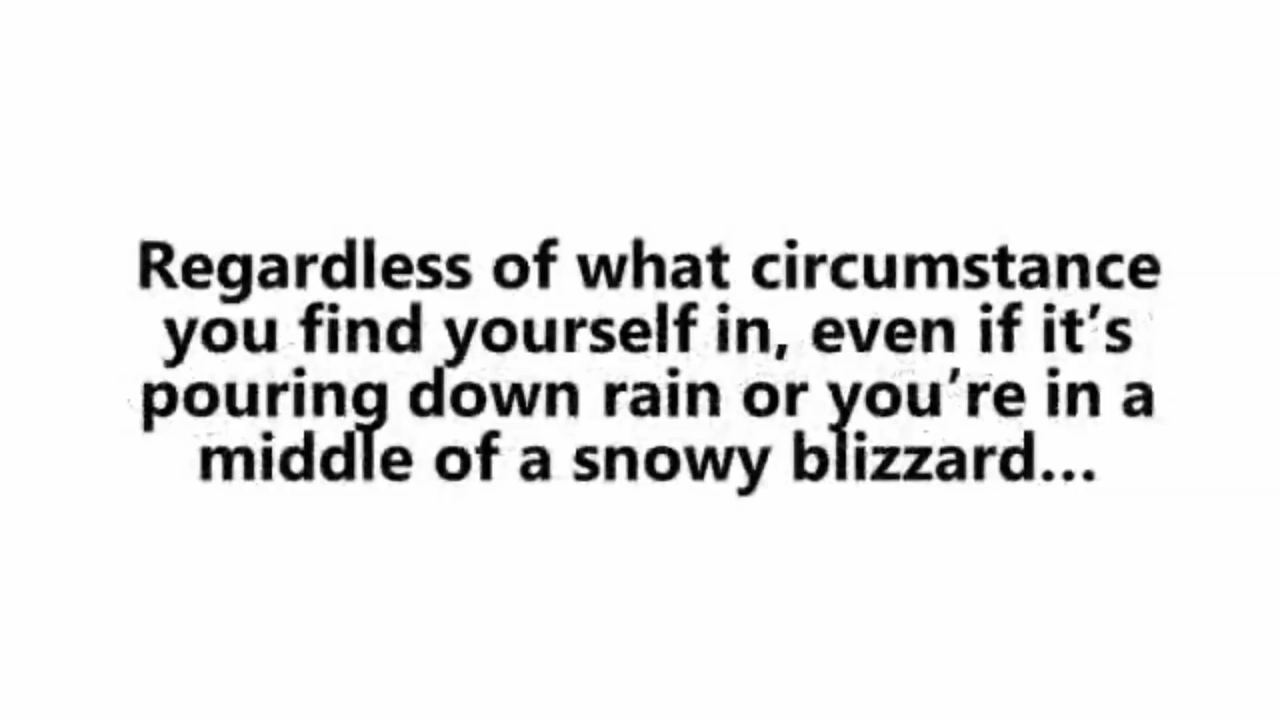 Regardless of what circumstance
you find yourself in, even if it’s
pouring down rain or you’re in a
middle of a snowy blizzard...